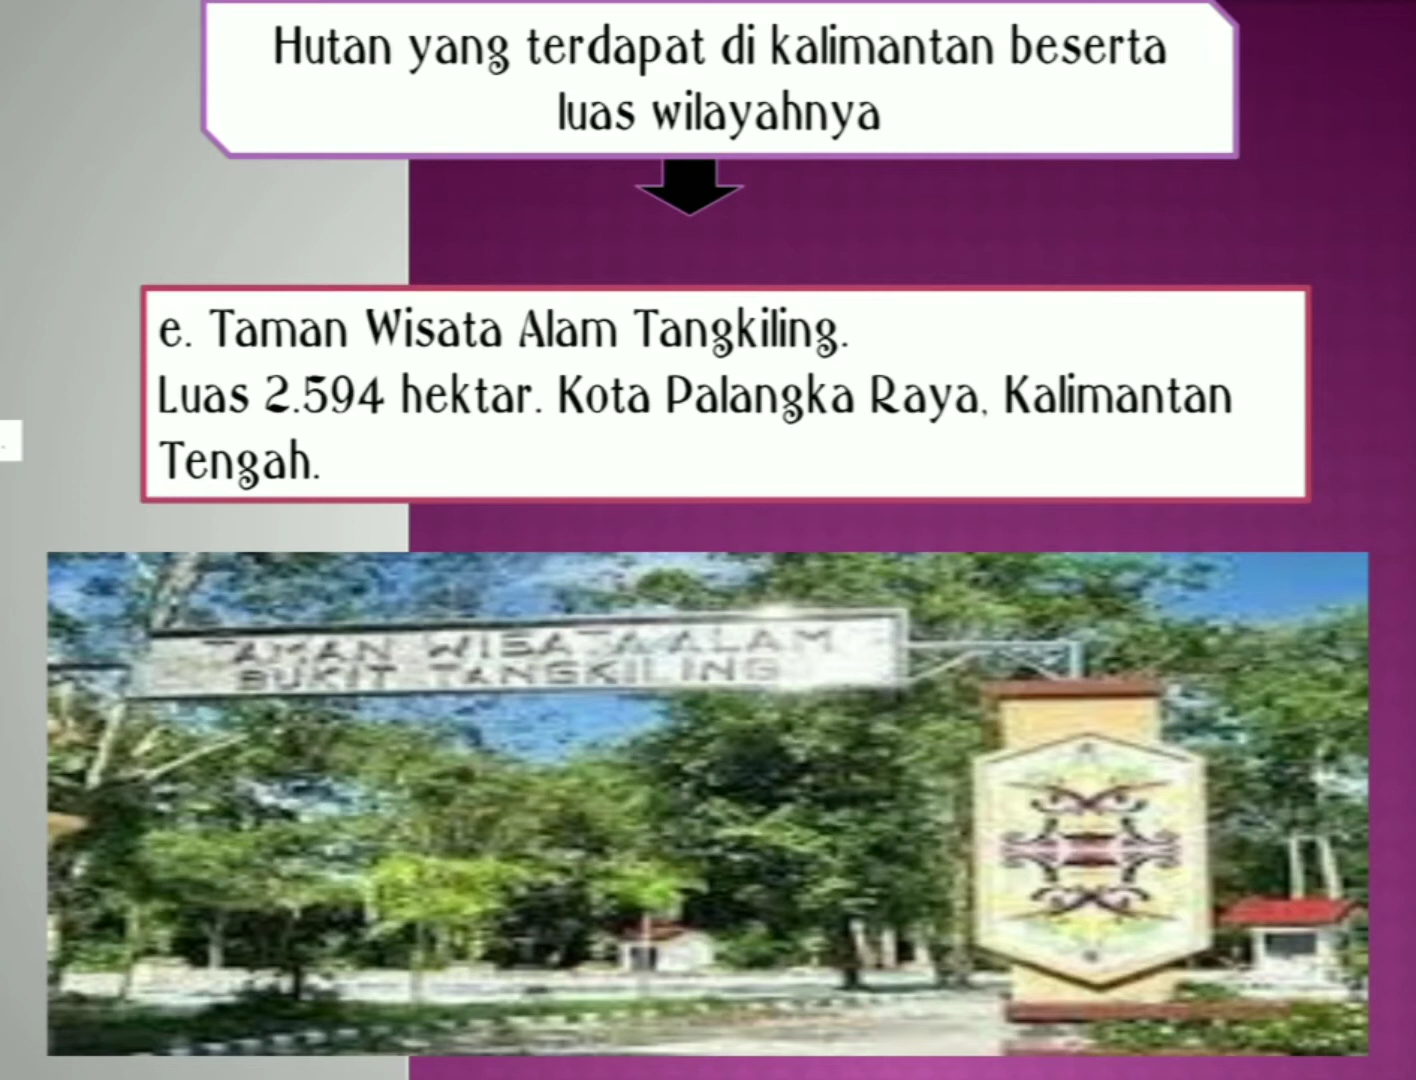 Hutan yang terdapat di kalimantan beserta
luas wilayahnya
e. Taman Wisata Alam Tangkiling.
Luas 2.594 hektar. Kota Palangka Raya, Kalimantan
Tengah.
TAMAN WISATA ALAM
BUKIT TANGKILING